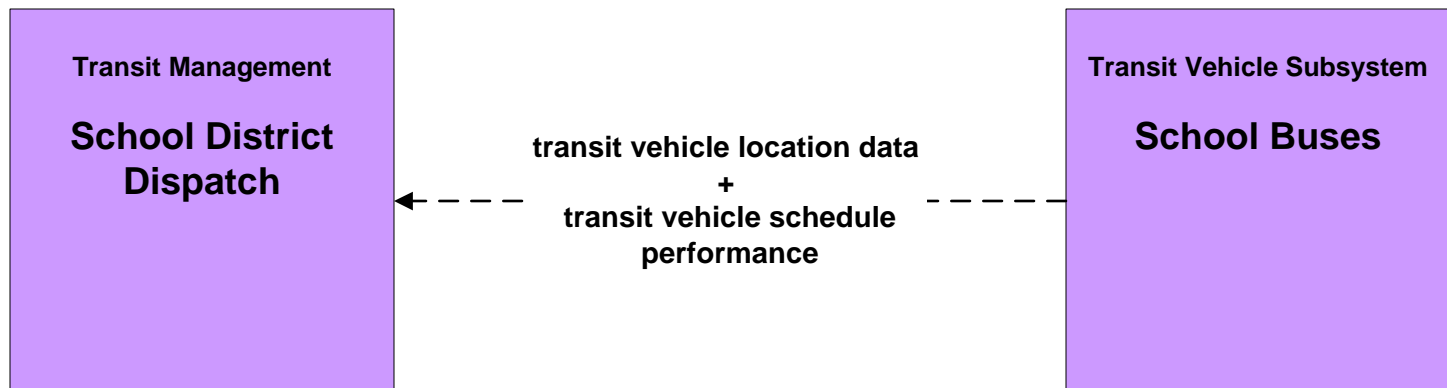 Transit Management
School District
Dispatch
transit vehicle location data
+
transit vehicle schedule
performance
Transit Vehicle Subsystem
School Buses